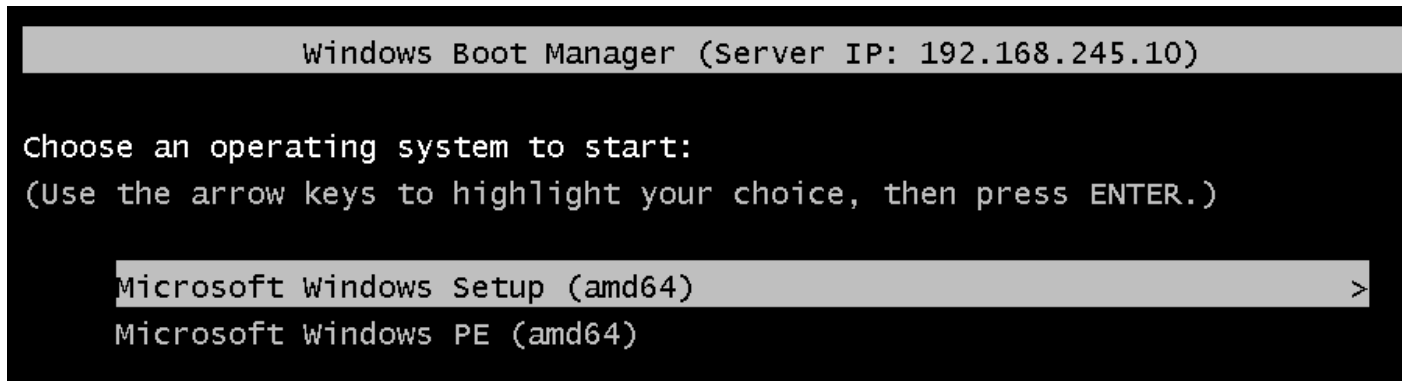 Windows Boot Manager (Server IP: 192.168.245.10)
Choose an operating system to start:
(Use the arrow keys to highlight your choice, then press ENTER.)
Microsoft Windows Setup (amd64) >
Microsoft Windows PE (amd64)